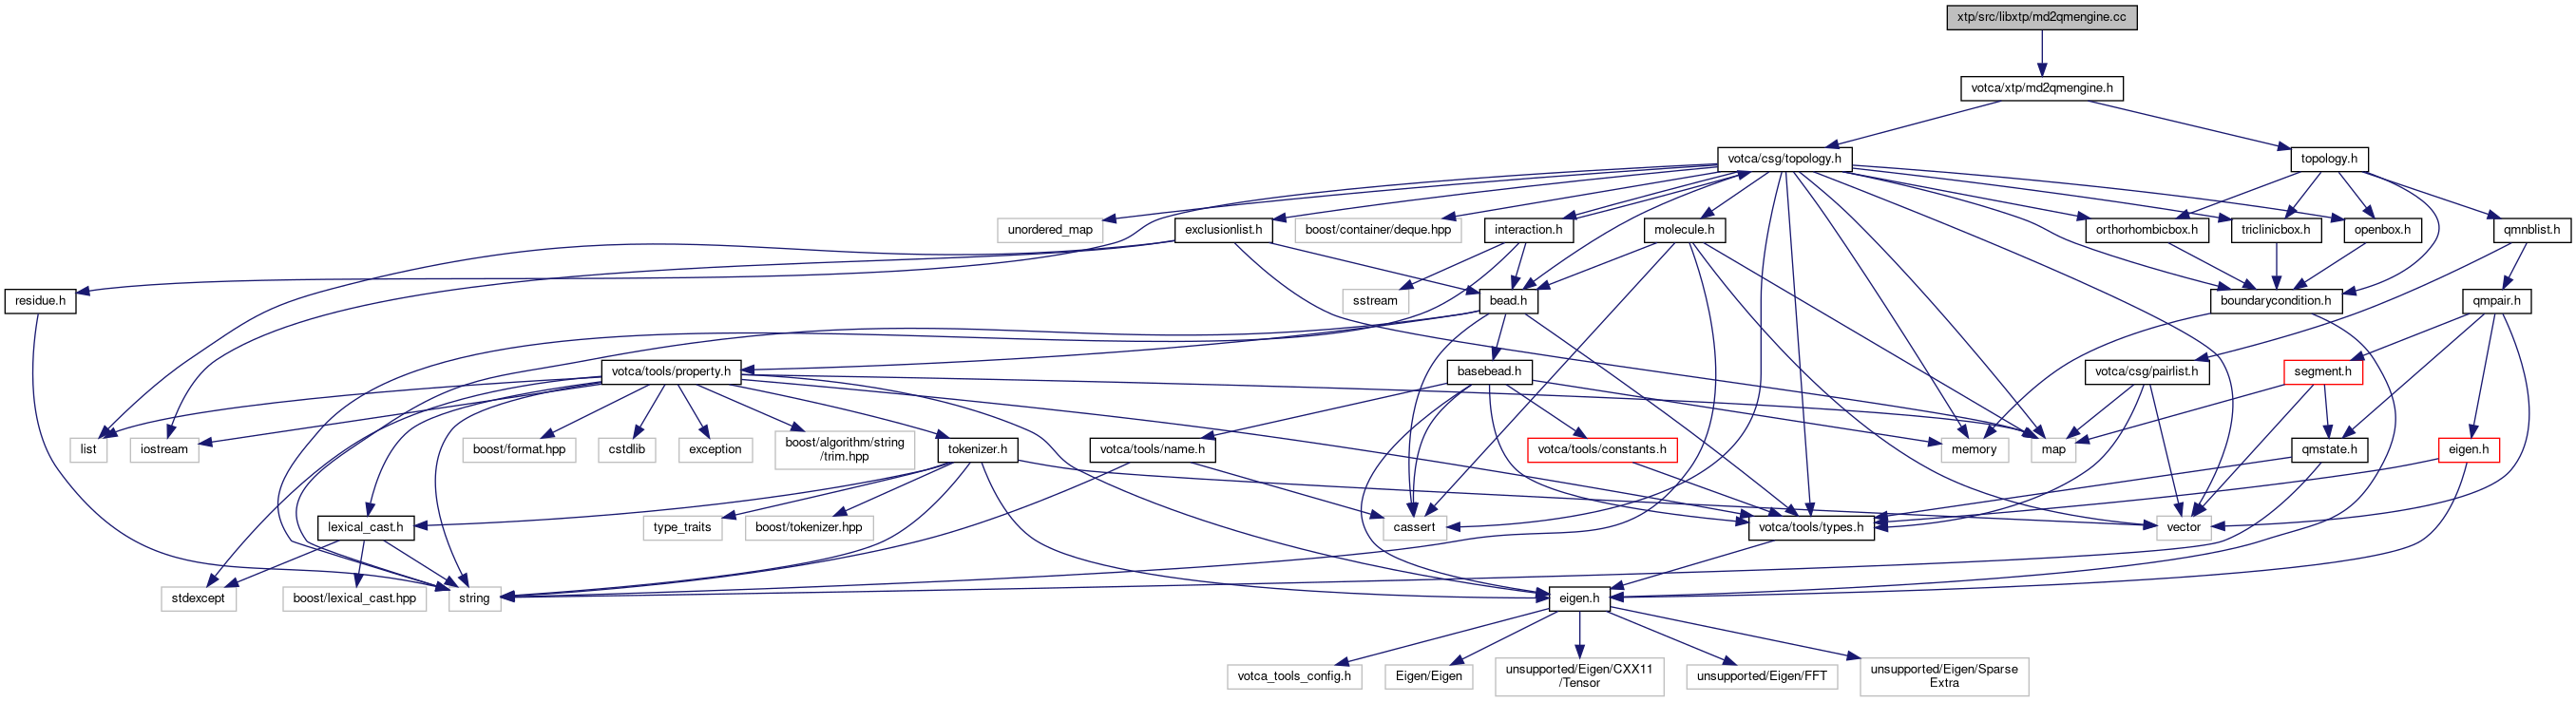 xtp/src/libxtp/md2qmengine.cc
votca/xtp/md2qmengine.h
votca/csg/topology.h
topology.h
unordered_map
exclusionlist.h
boost/container/deque.hpp
interaction.h
molecule.h
orthorhombicbox.h
triclinicbox.h
openbox.h
qmnblist.h
residue.h
sstream
bead.h
boundarycondition.h
qmpair.h
votca/tools/property.h
basebead.h
votca/csg/pairlist.h
segment.h
list
iostream
boost/format.hpp
cstdlib
exception
boost/algorithm/string
/trim.hpp
tokenizer.h
votca/tools/name.h
votca/tools/constants.h
memory
map
qmstate.h
eigen.h
lexical_cast.h
type_traits
boost/tokenizer.hpp
cassert
votca/tools/types.h
vector
stdexcept
boost/lexical_cast.hpp
string
eigen.h
votca_tools_config.h
Eigen/Eigen
unsupported/Eigen/CXX11
/Tensor
unsupported/Eigen/FFT
unsupported/Eigen/Sparse
Extra